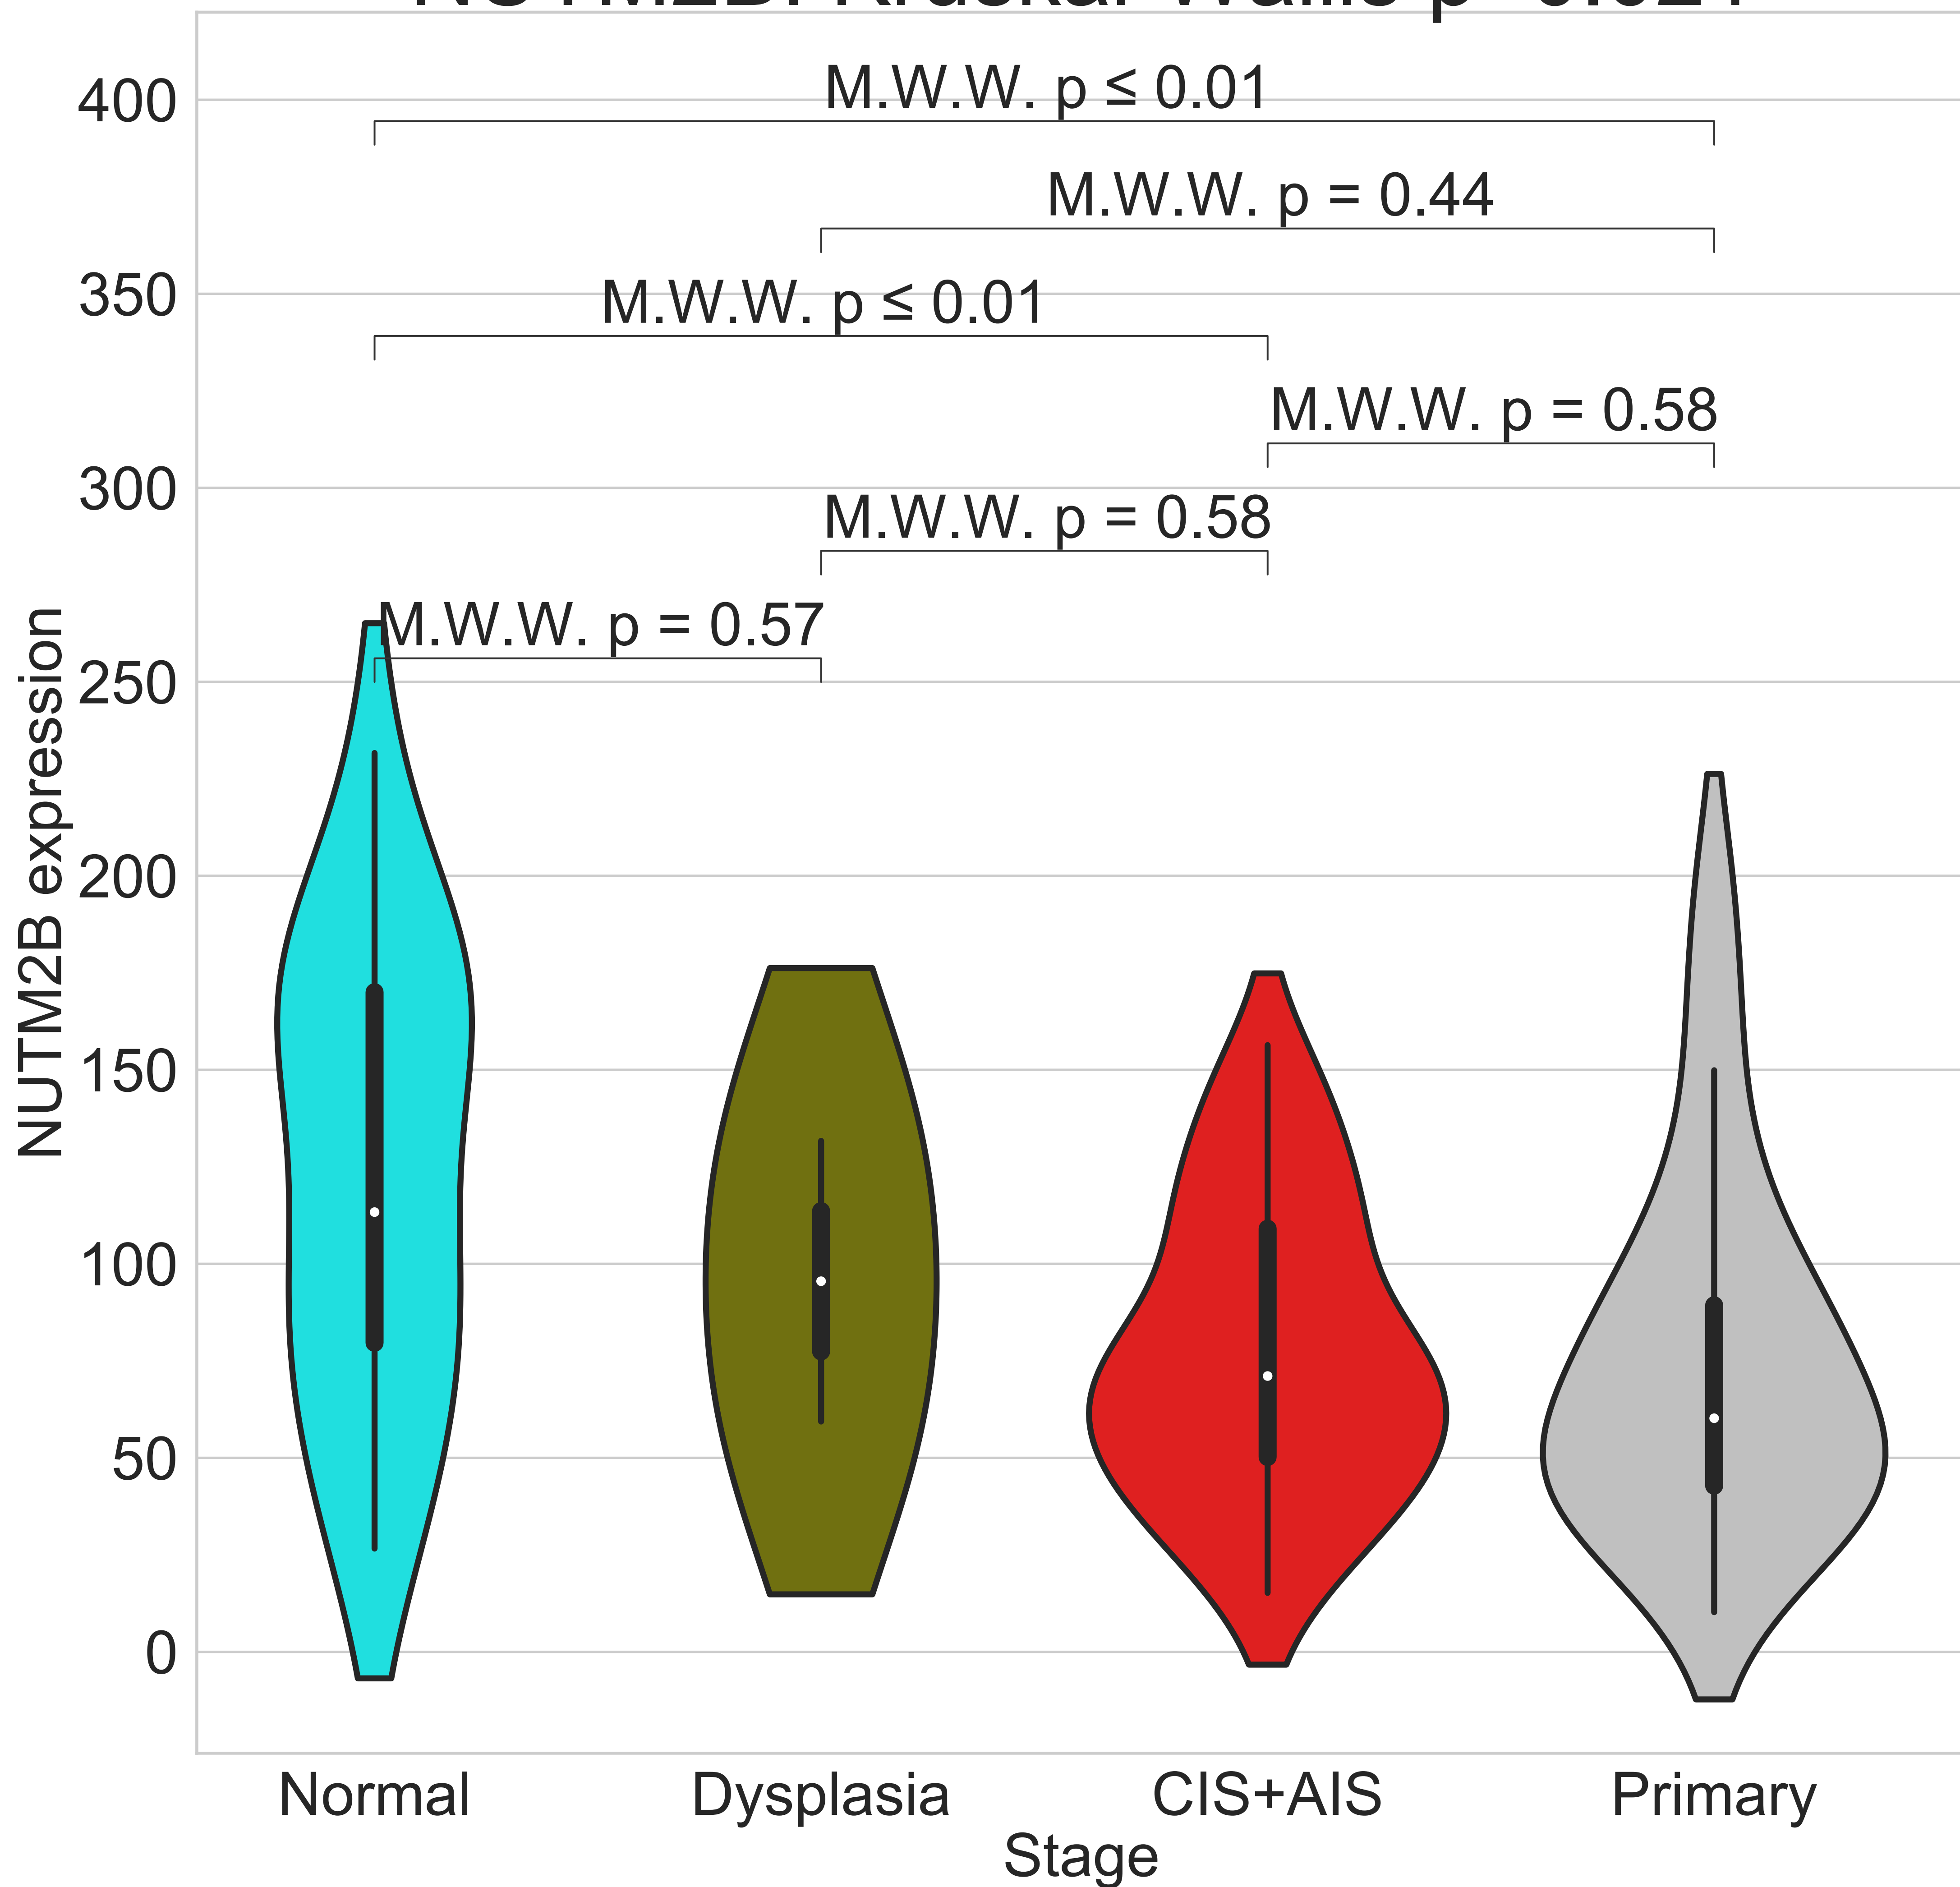 M.W.W. p ≤ 0.01
400
M.W.W. p = 0.44
350
M.W.W. p ≤ 0.01
M.W.W. p = 0.58
300
M.W.W. p = 0.58
M.W.W. p = 0.57
250
200
150
100
50
0
NUTM2B expression
Normal
Dysplasia
CIS+AIS
Primary
Stage